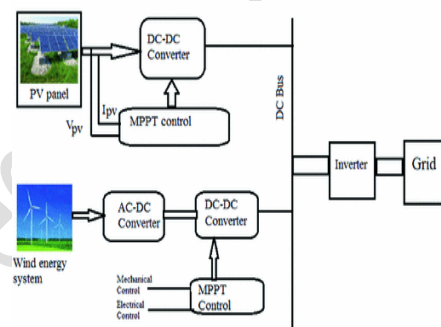 DC-DC
Converter
PV panel
Ipv
Vpv
MPPT control
DC Bus
Inverter
Grid
AC-DC
Converter
DC-DC
Converter
Wind energy
system
Mechanical
Control
Electrical
Control
MPPT
Control